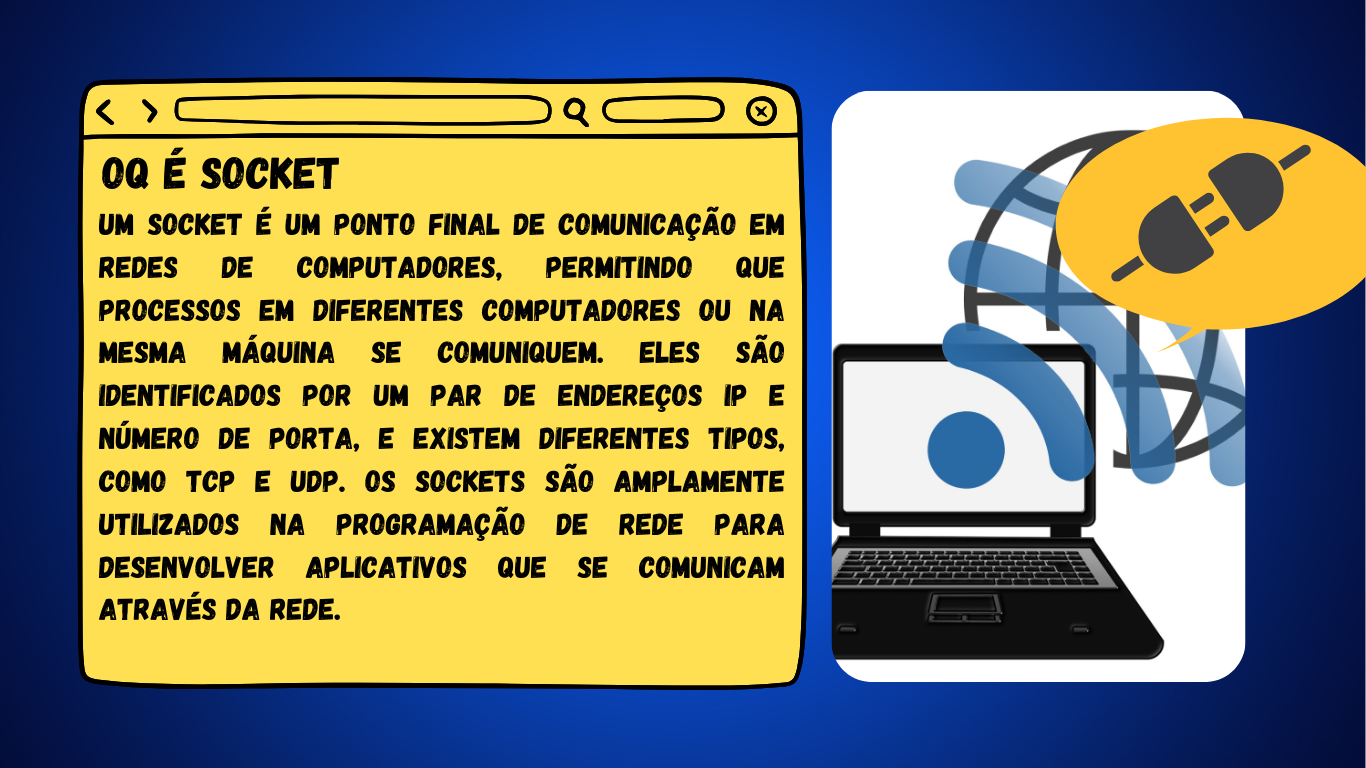 OQ É SOCKET
UM SOCKET É UM PONTO FINAL DE COMUNICAÇÃO EM
REDES DE COMPUTADORES, PERMITINDO QUE
PROCESSOS EM DIFERENTES COMPUTADORES OU NA
MESMA MÁQUINA SE COMUNIQUEM. ELES SÃO
IDENTIFICADOS POR UM PAR DE ENDEREÇOS IP E
NÚMERO DE PORTA, E EXISTEM DIFERENTES TIPOS,
COMO TCP E UDP. OS SOCKETS SÃO AMPLAMENTE
UTILIZADOS NA PROGRAMAÇÃO DE REDE PARA
DESENVOLVER APLICATIVOS QUE SE COMUNICAM
ATRAVÉS DA REDE.